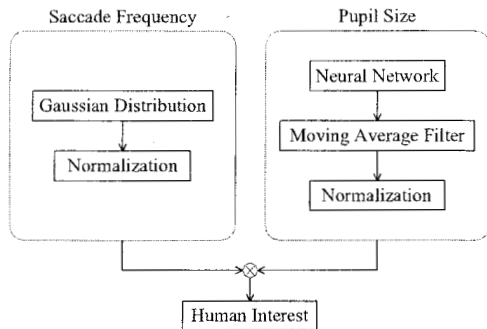 Saccade Frequency
Gaussian Distribution
Normalization
Pupil Size
Neural Network
Moving Average Filter
Normalization
Human Interest